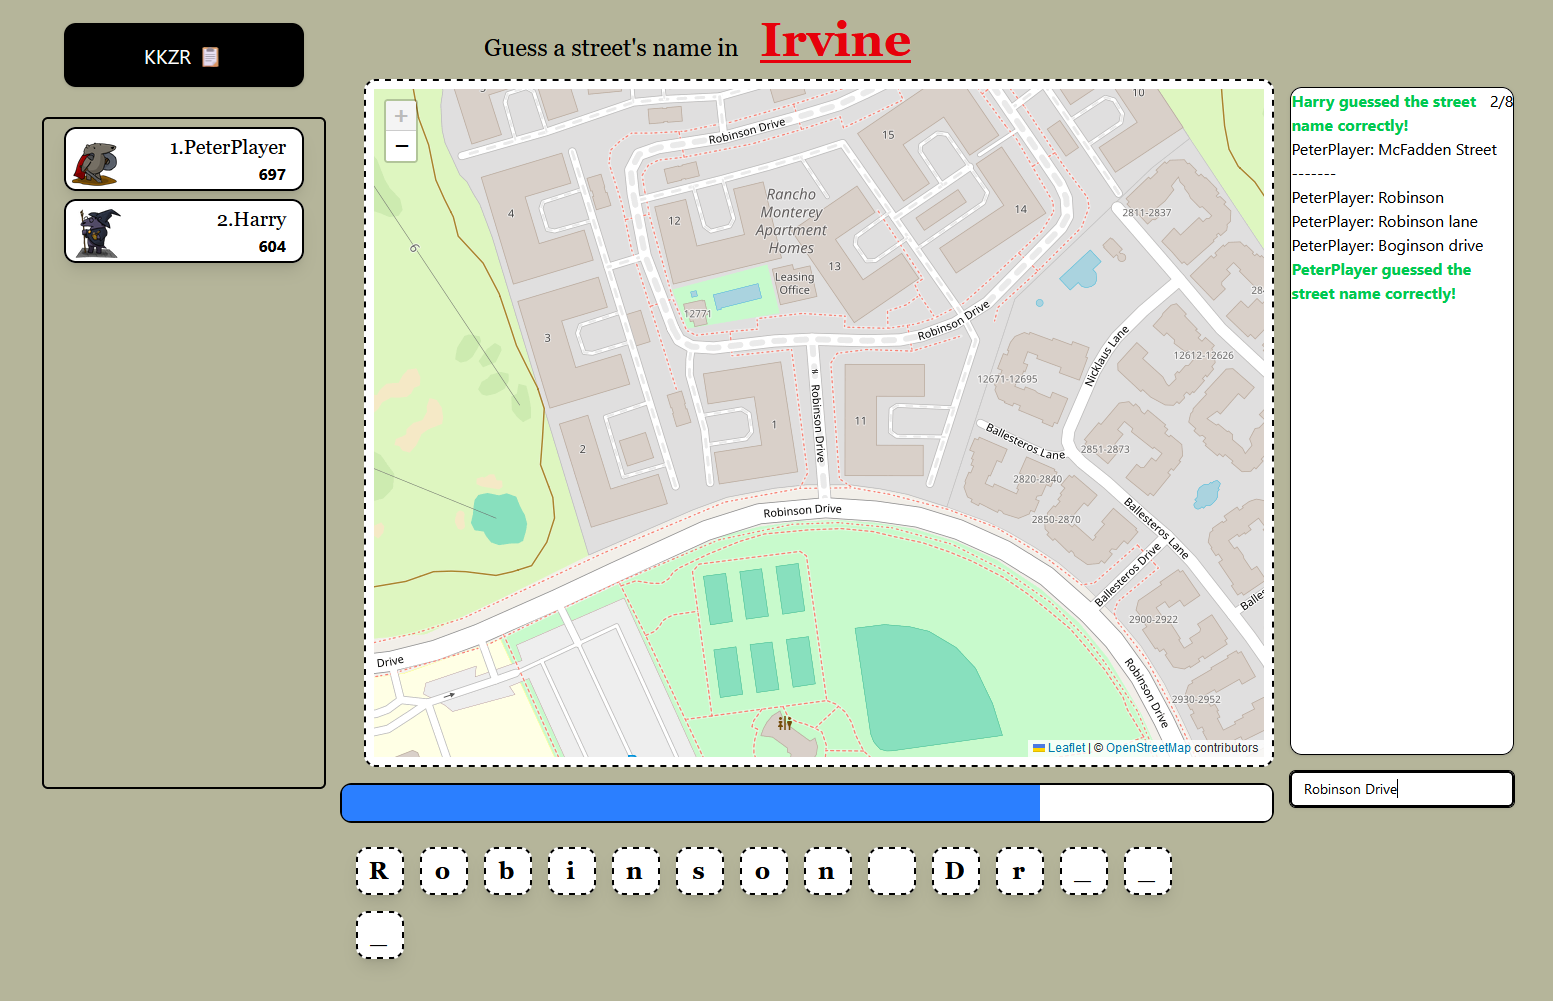 KKZR
Guess a street's name in Irvine
1.PeterPlayer
697
2.Harry
604
+
−
Robinson Drive
10
15
Rancho
Monterey
Apartment
Homes
4
12
14
2811-2837
6
13
Leasing
Office
12771
Robinson Drive
3
Nicklaus Lane
12612-12626
12671-12695
Robinson Drive
1
11
2
Ballesteros Lane
2851-2873
2820-2840
2850-2870
Ballesteros Lane
Robinson Drive
Ballesteros Drive
2900-2922
Drive
Robinson Drive
2930-2952
Leaflet | © OpenStreetMap contributors
Harry guessed the street 2/8
name correctly!
PeterPlayer: McFadden Street
-------
PeterPlayer: Robinson
PeterPlayer: Robinson lane
PeterPlayer: Boginson drive
PeterPlayer guessed the
street name correctly!
Robinson Drive
R o b i n s o n D r _ _
_